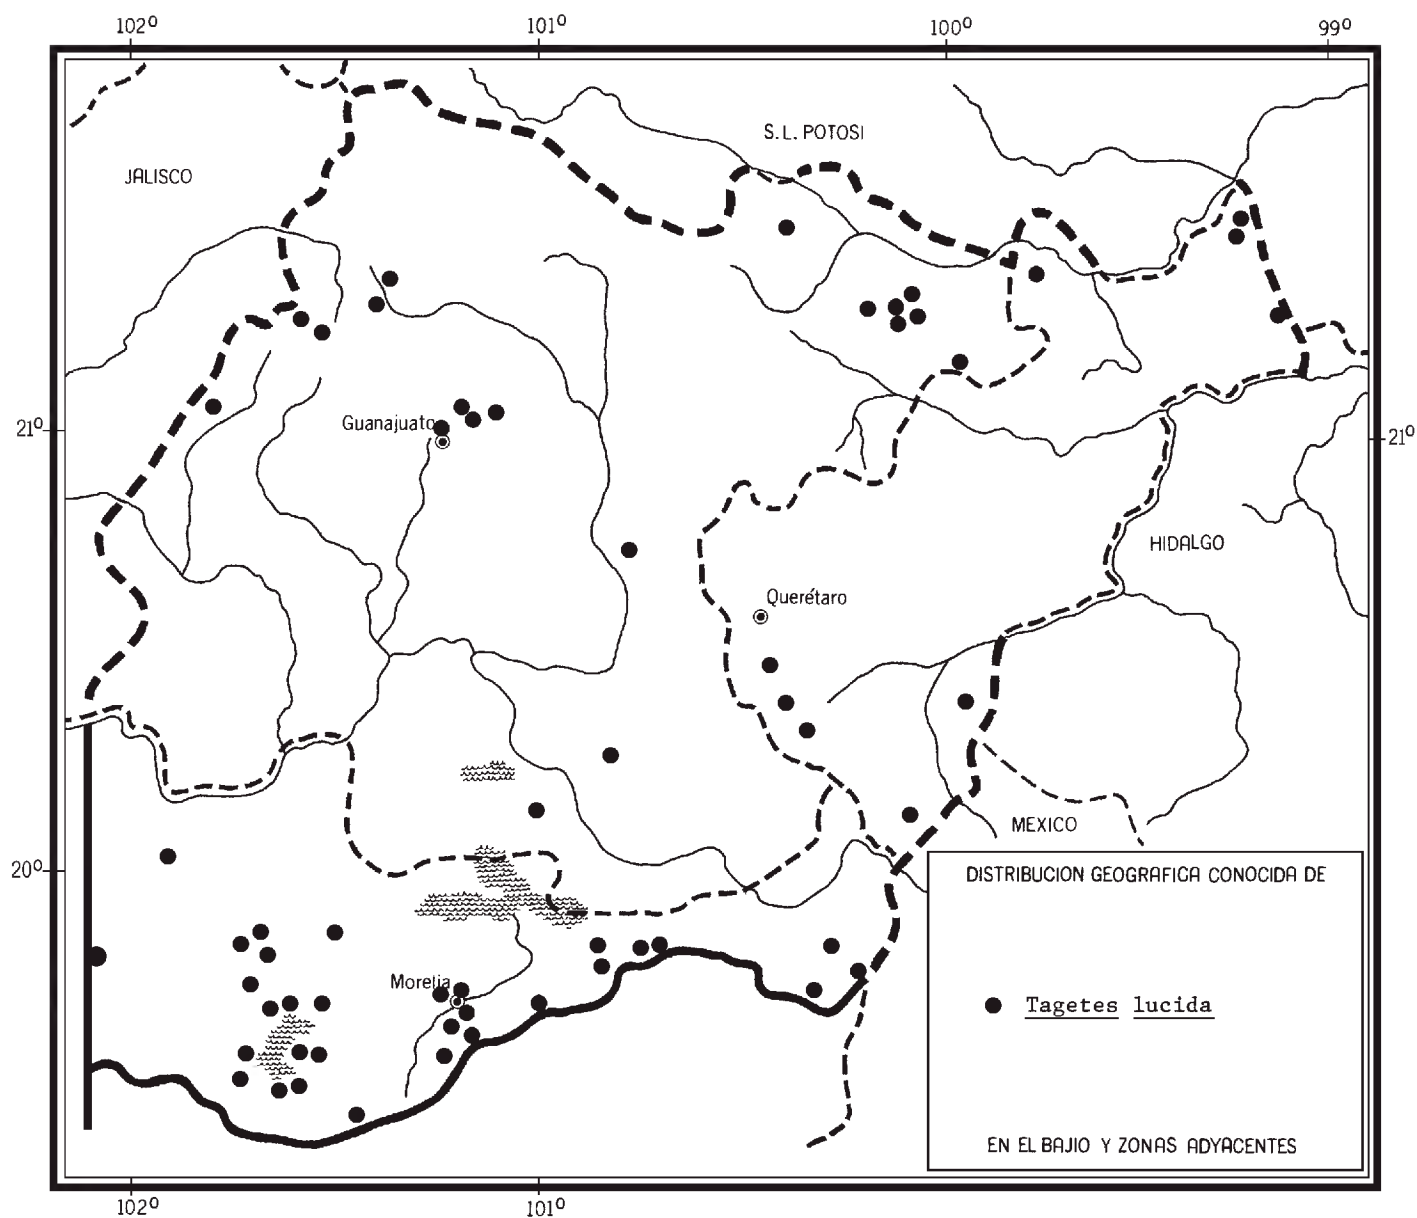 102º 101º 100º 99º
S.L. POTOSI
JALISCO
Guanajuato
21º 21º
HIDALGO
Querétaro
MEXICO
20º
DISTRIBUCION GEOGRAFICA CONOCIDA DE
Morelia
Tagetes lucida
EN EL BAJIO Y ZONAS ADYACENTES
102º 101º